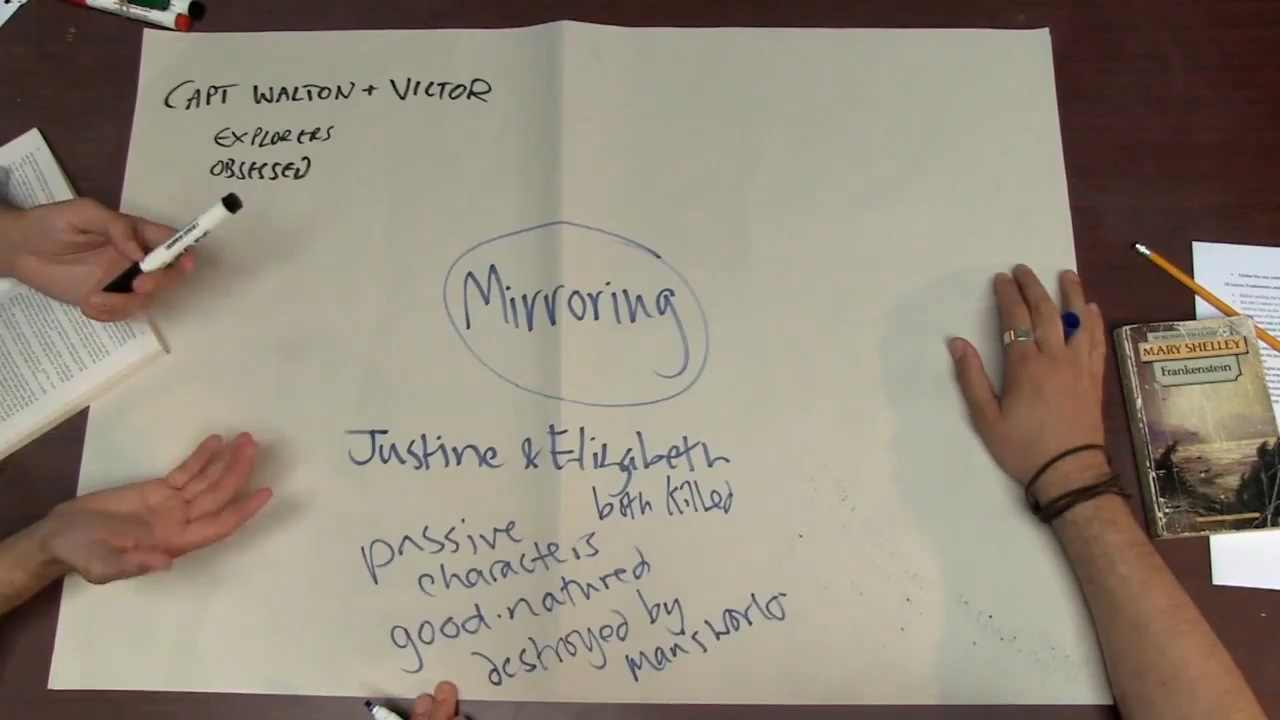 CAPT WALTON + VICTOR
EXPLORERS
OBSESSED
Mirroring
Justine & Elizabeth
both killed
passive
characters
good-natured
destroyed by
man's world
MARY SHELLEY
Frankenstein